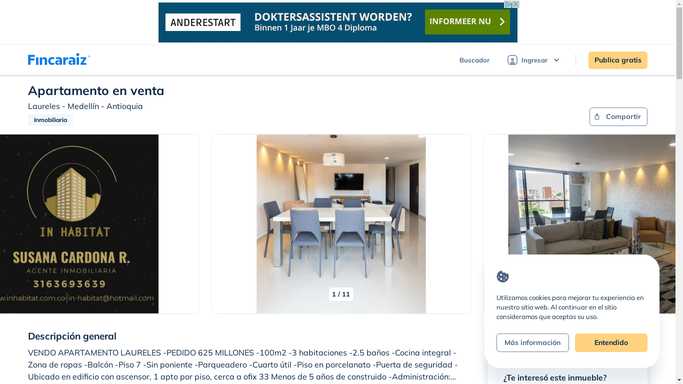 ANDERESTART
DOKTERSASSISTENT WORDEN?
Binnen 1 Jaar je MBO 4 Diploma
INFORMEER NU
Fincaraiz
Buscador
Ingresar
Publica gratis
Apartamento en venta
Laureles - Medellín - Antioquia
Inmobiliaria
Compartir
IN HABITAT
SUSANA CARDONA R.
AGENTE INMOBILIARIA
3163693639
w.inhabitat.com.co in-habitat@hotmail.com
1 / 11
Utilizamos cookies para mejorar tu experiencia en
nuestro sitio web. Al continuar en el sitio
consideramos que aceptas su uso.
Más información
Entendido
Descripción general
VENDO APARTAMENTO LAURELES -PEDIDO 625 MILLONES -100m2 -3 habitaciones -2.5 baños -Cocina integral -
Zona de ropas -Balcón -Piso 7 -Sin poniente -Parqueadero -Cuarto útil -Piso en porcelanato -Puerta de seguridad -
Ubicado en edificio con ascensor, 1 apto por piso, cerca a ofix 33 Menos de 5 años de construido -Administración:...
¿Te interesó este inmueble?